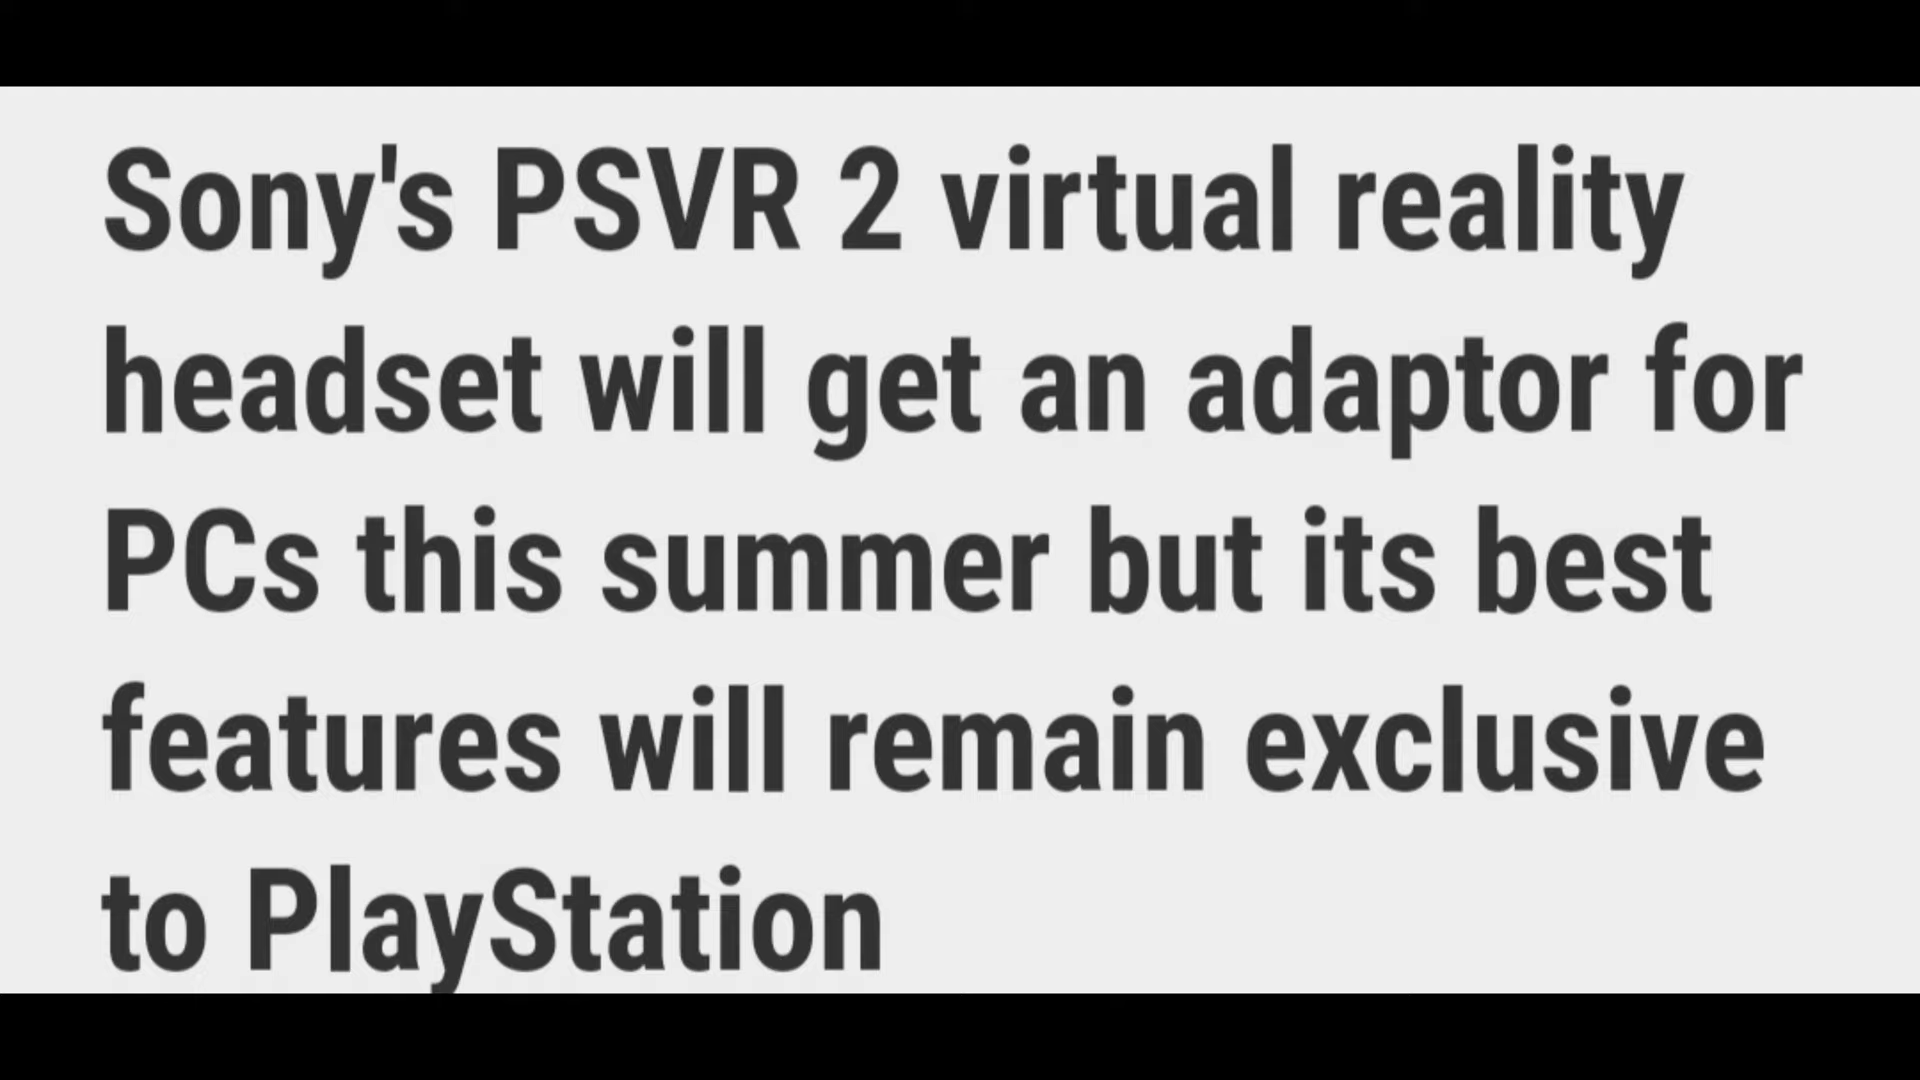 Sony's PSVR 2 virtual reality
headset will get an adaptor for
PCs this summer but its best
features will remain exclusive
to PlayStation